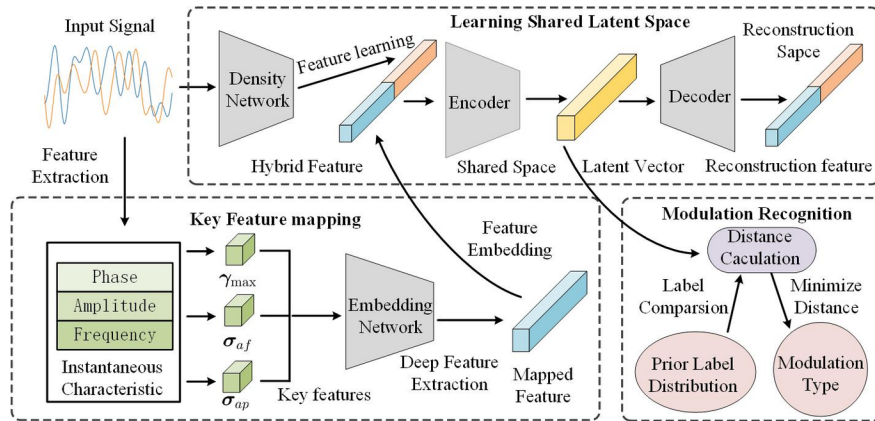 Input Signal
Learning Shared Latent Space
Reconstruction
Sapce
Density
Network
Feature learning
Encoder
Decoder
Feature
Extraction
Hybrid Feature
Shared Space
Latent Vector
Reconstruction feature
Key Feature mapping
Phase
Amplitude
Frequency
Instantaneous
Characteristic
γmax
σaf
σap
Key features
Embedding
Network
Deep Feature
Extraction
Feature
Embedding
Mapped
Feature
Modulation Recognition
Distance
Caculation
Label
Comparsion
Minimize
Distance
Prior Label
Distribution
Modulation
Type